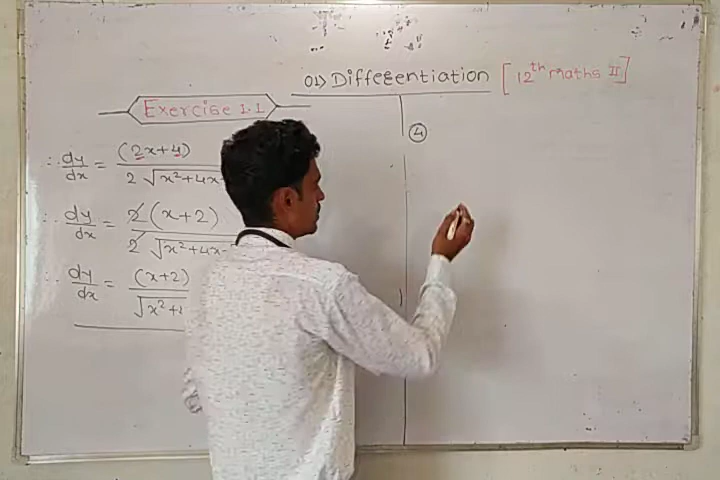 01) Differentiation [12th maths II]
Exercise 1.1
∴ dy/dx = (2x+4) / 2 √x²+4x
∴ dy/dx = 2(x+2) / 2 √x²+4x-
∴ dy/dx = (x+2) / √x²+
4